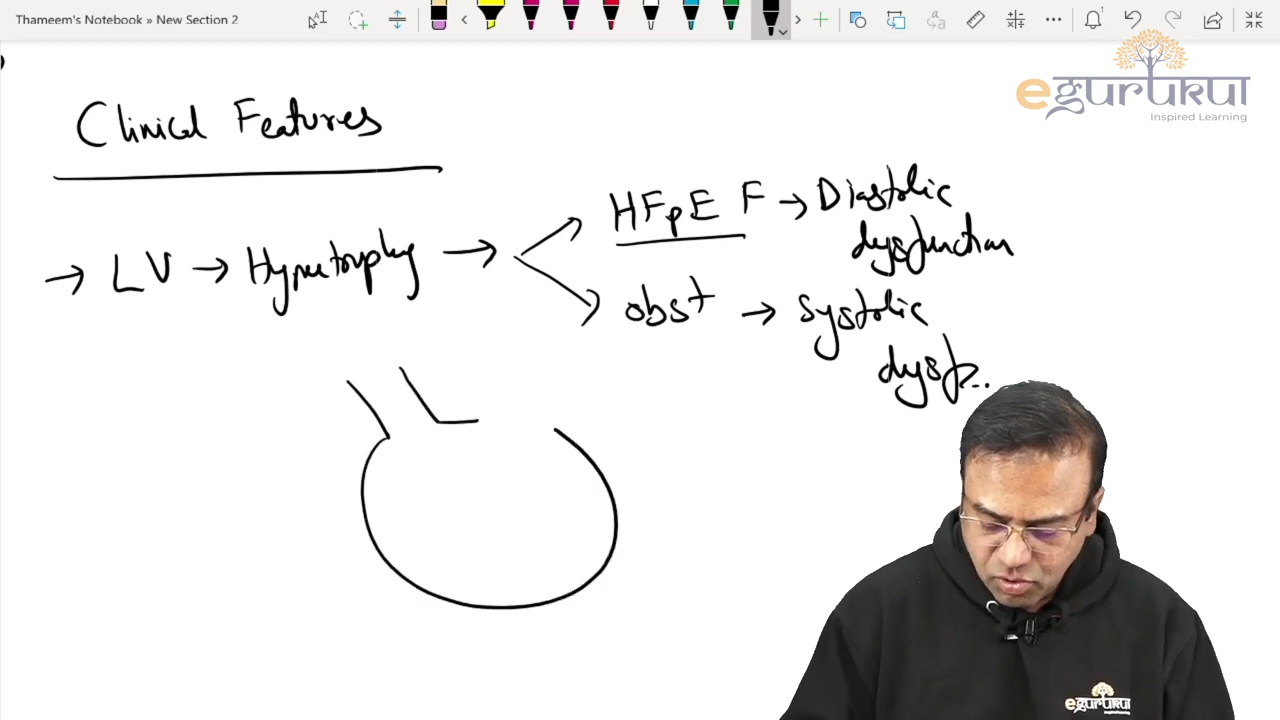 Thameem's Notebook » New Section 2
egurukul
Inspired Learning
Clinical Features
→ LV → Hypertrophy → HFpEF → Diastolic
dysfunction
obst → systolic
dysf...
egurukul